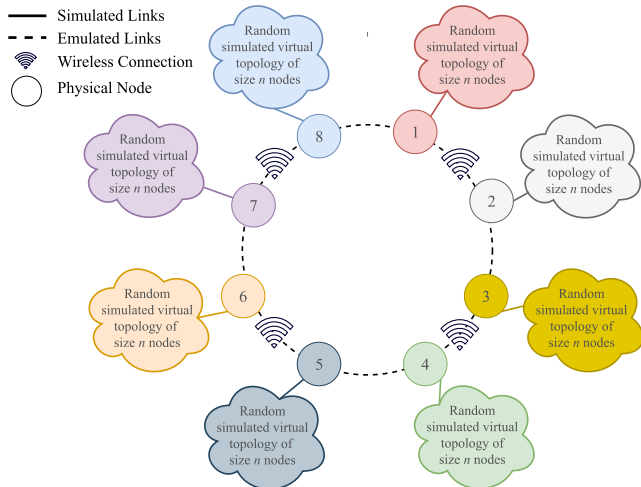 Simulated Links
Emulated Links
Wireless Connection
Physical Node
Random
simulated virtual
topology of
size n nodes
8
Random
simulated virtual
topology of
size n nodes
1
Random
simulated virtual
topology of
size n nodes
7
Random
simulated virtual
topology of
size n nodes
2
Random
simulated virtual
topology of
size n nodes
6
Random
simulated virtual
topology of
size n nodes
3
Random
simulated virtual
topology of
size n nodes
5
Random
simulated virtual
topology of
size n nodes
4